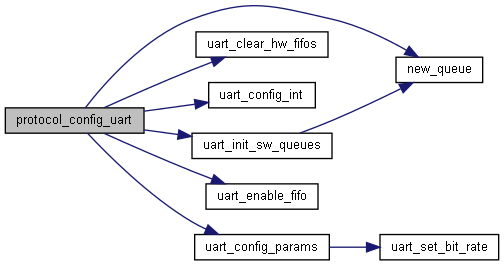 protocol_config_uart
uart_clear_hw_fifos
new_queue
uart_config_int
uart_init_sw_queues
uart_enable_fifo
uart_config_params
uart_set_bit_rate